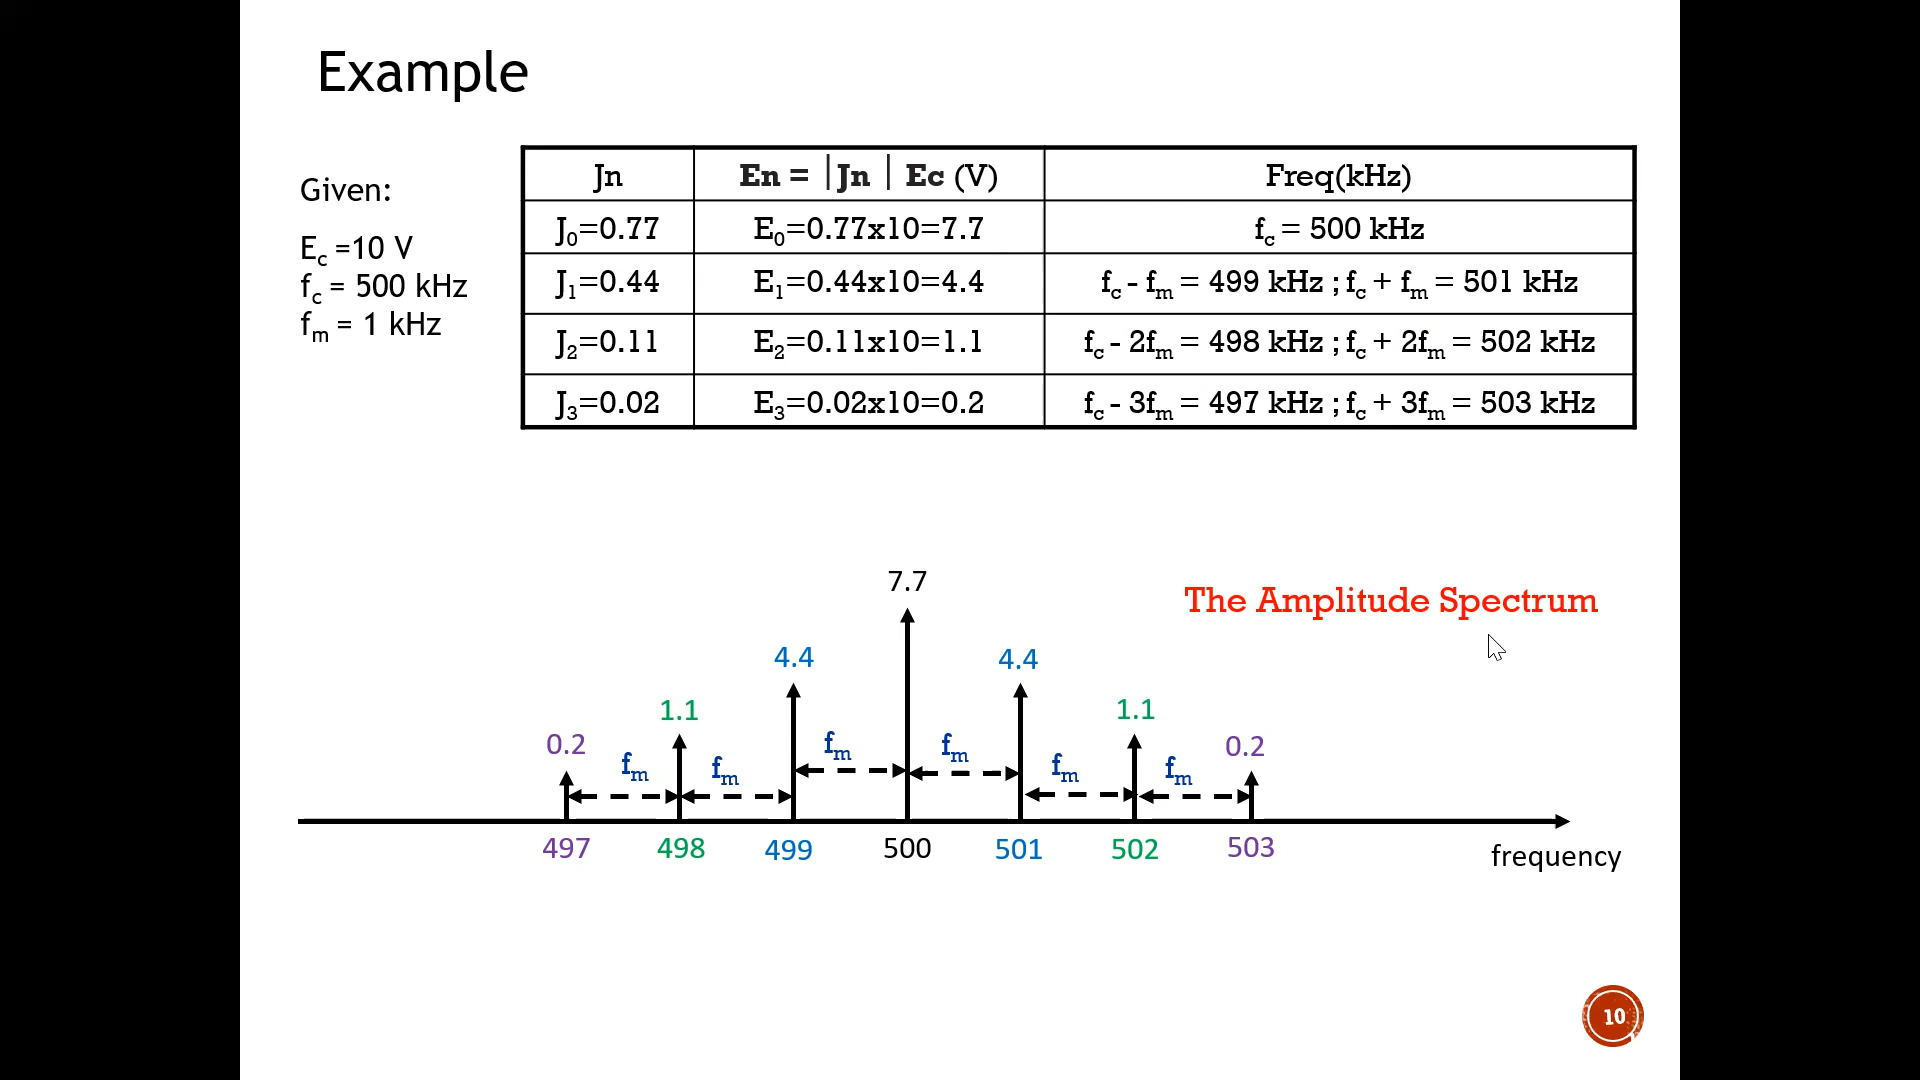 Example
Given:
E_c =10 V
f_c = 500 kHz
f_m = 1 kHz
Jn	En = |Jn| Ec (V)	Freq(kHz)
J_0=0.77	E_0=0.77x10=7.7	f_c = 500 kHz
J_1=0.44	E_1=0.44x10=4.4	f_c - f_m = 499 kHz ; f_c + f_m = 501 kHz
J_2=0.11	E_2=0.11x10=1.1	f_c - 2f_m = 498 kHz ; f_c + 2f_m = 502 kHz
J_3=0.02	E_3=0.02x10=0.2	f_c - 3f_m = 497 kHz ; f_c + 3f_m = 503 kHz
The Amplitude Spectrum
0.2 1.1 4.4 7.7 4.4 1.1 0.2
f_m f_m f_m f_m f_m f_m
497 498 499 500 501 502 503
frequency
10